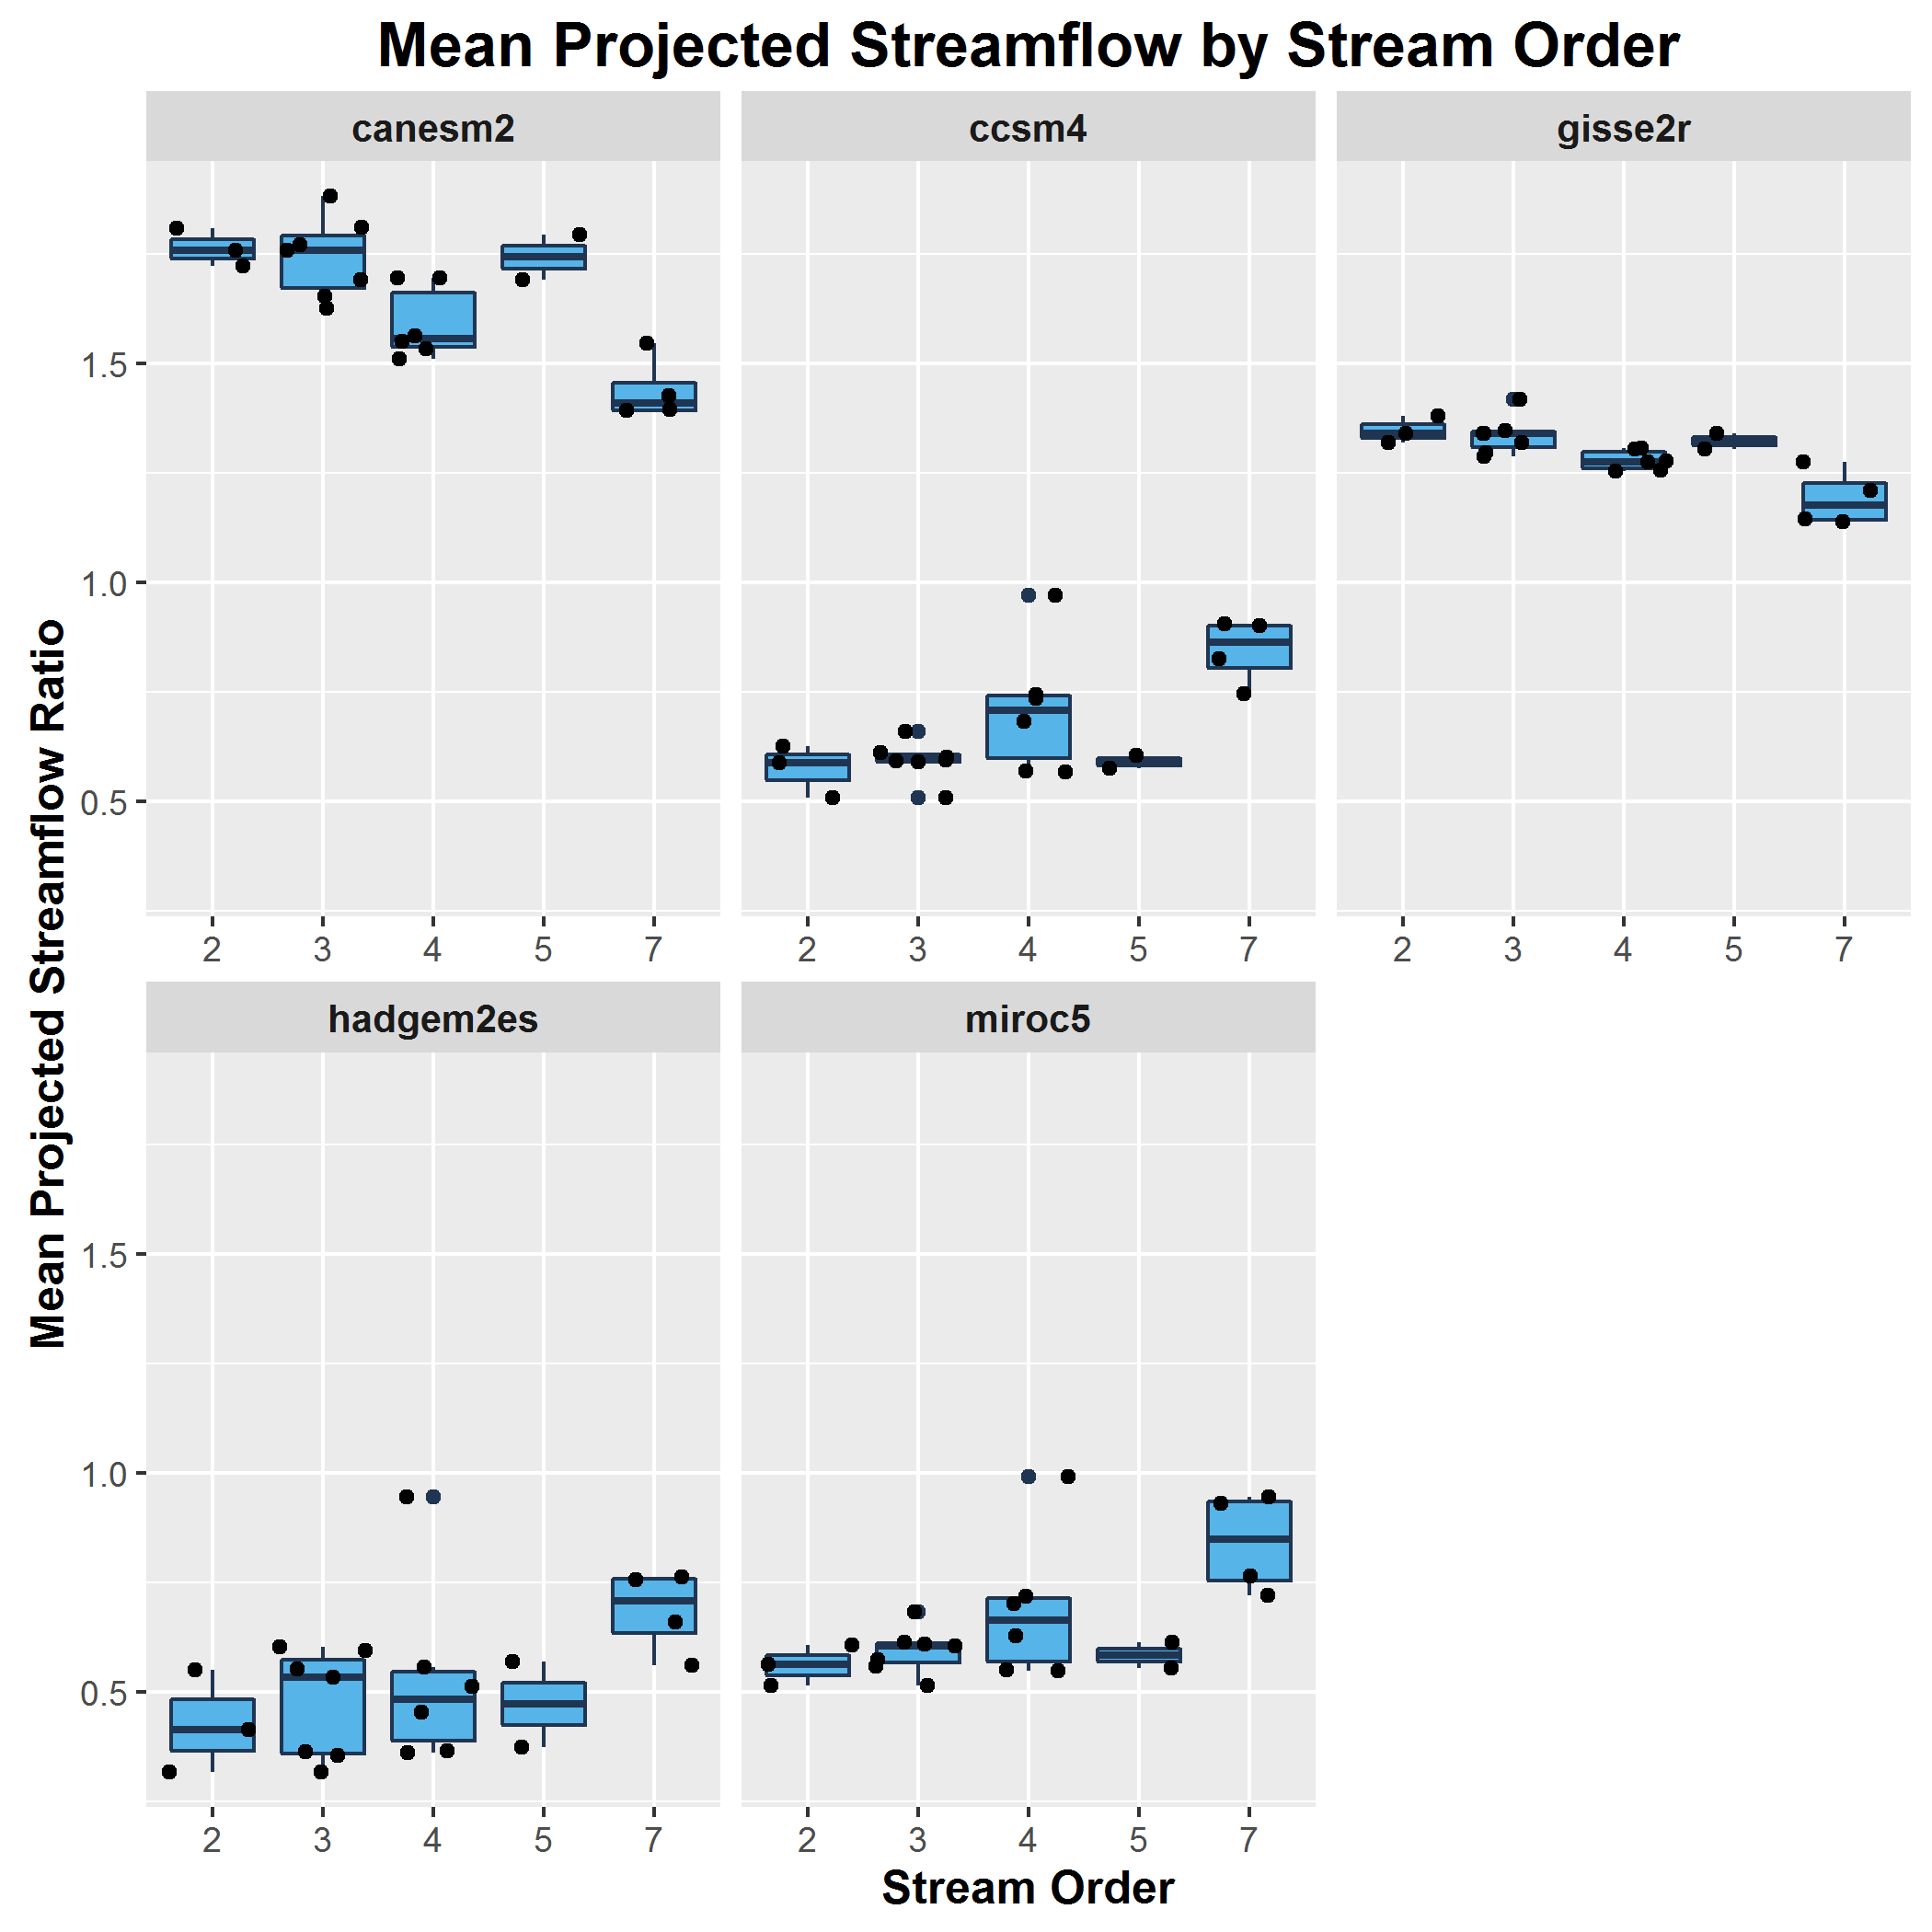 Mean Projected Streamflow by Stream Order
canesm2 ccsm4 gisse2r
Mean Projected Streamflow Ratio
1.5
1.0
0.5
2 3 4 5 7 2 3 4 5 7 2 3 4 5 7
hadgem2es miroc5
1.5
1.0
0.5
2 3 4 5 7 2 3 4 5 7
Stream Order